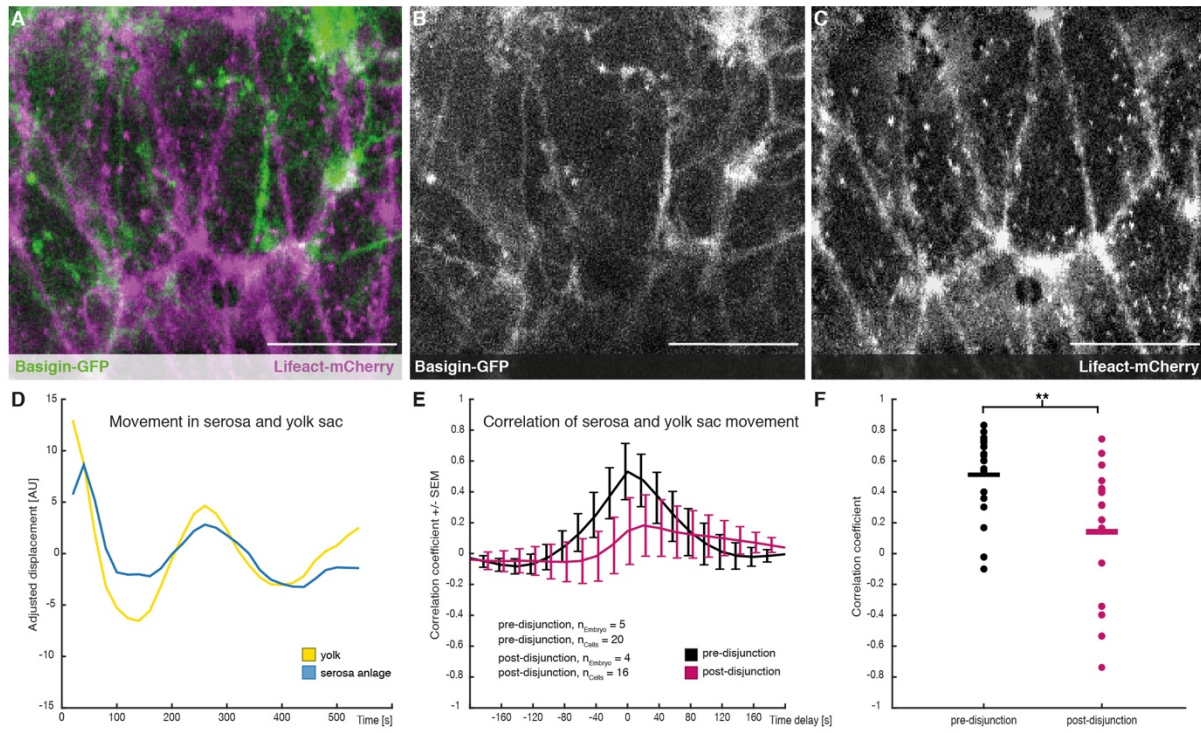 A
B
C
Basigin-GFP Lifeact-mCherry
Basigin-GFP
Lifeact-mCherry
D
Movement in serosa and yolk sac
Adjusted displacement [AU]
15
10
5
0
-5
-10
-15
0 100 200 300 400 500 Time [s]
yolk
serosa anlage
E
Correlation of serosa and yolk sac movement
Correlation coefficient +/- SEM
1
0.8
0.6
0.4
0.2
0
-0.2
-0.4
-0.6
-0.8
-1
-160 -120 -80 -40 0 40 80 120 Time delay [s] 200
pre-disjunction, nEmbryo = 5
pre-disjunction, nCells = 20
post-disjunction, nEmbryo = 4
post-disjunction, nCells = 16
pre-disjunction
post-disjunction
F
**
Correlation coefficient
1
0.8
0.6
0.4
0.2
0
-0.2
-0.4
-0.6
-0.8
-1
pre-disjunction post-disjunction